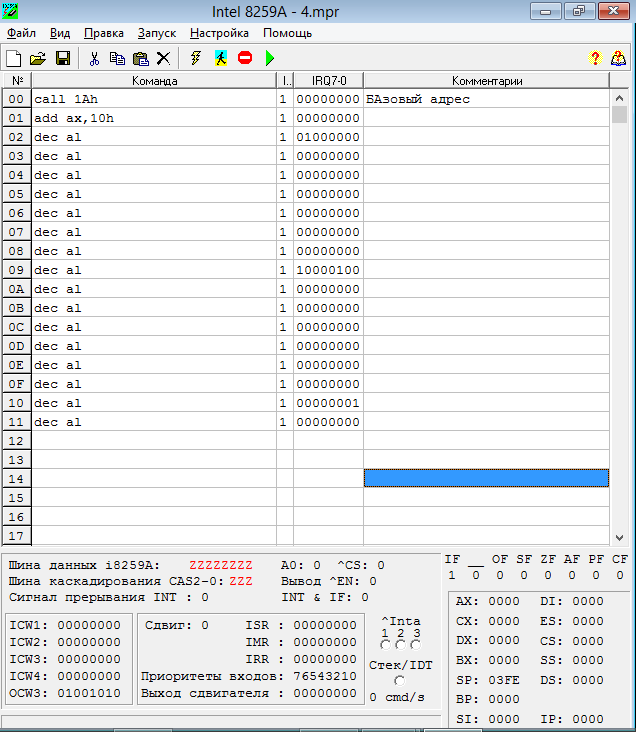 Intel 8259A - 4.mpr
Файл Вид Правка Запуск Настройка Помощь
№ Команда I.. IRQ7-0 Комментарии
00 call 1Ah 1 00000000 БАзовый адрес
01 add ax,10h 1 00000000
02 dec al 1 01000000
03 dec al 1 00000000
04 dec al 1 00000000
05 dec al 1 00000000
06 dec al 1 00000000
07 dec al 1 00000000
08 dec al 1 00000000
09 dec al 1 10000100
0A dec al 1 00000000
0B dec al 1 00000000
0C dec al 1 00000000
0D dec al 1 00000000
0E dec al 1 00000000
0F dec al 1 00000000
10 dec al 1 00000001
11 dec al 1 00000000
12
13
14
15
16
17
Шина данных i8259A: ZZZZZZZZ A0: 0 ^CS: 0
Шина каскадирования CAS2-0: ZZZ Вывод ^EN: 0
Сигнал прерывания INT : 0 INT & IF: 0
IF __ OF SF ZF AF PF CF
1 0 0 0 0 0 0 0
ICW1: 00000000
ICW2: 00000000
ICW3: 00000000
ICW4: 00000000
OCW3: 01001010
Сдвиг: 0 ISR : 00000000
IMR : 00000000
IRR : 00000000
Приоритеты входов: 76543210
Выход сдвигателя : 00000000
^Inta
1 2 3
Стек/IDT
0 cmd/s
AX: 0000 DI: 0000
CX: 0000 ES: 0000
DX: 0000 CS: 0000
BX: 0000 SS: 0000
SP: 03FE DS: 0000
BP: 0000
SI: 0000 IP: 0000